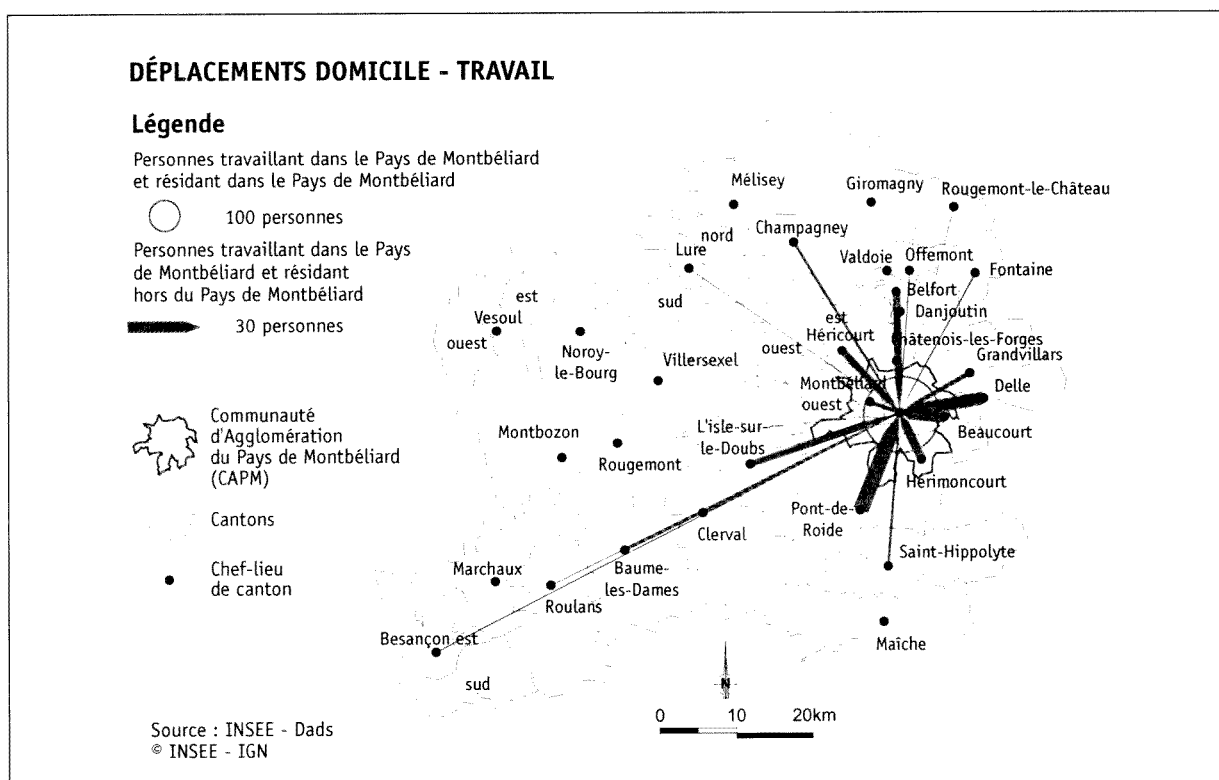 DÉPLACEMENTS DOMICILE - TRAVAIL
Légende
Personnes travaillant dans le Pays de Montbéliard
et résidant dans le Pays de Montbéliard
100 personnes
Personnes travaillant dans le Pays
de Montbéliard et résidant
hors du Pays de Montbéliard
30 personnes
Communauté
d'Agglomération
du Pays de Montbéliard
(CAPM)
Cantons
Chef-lieu
de canton
Mélisey
Giromagny
Rougemont-le-Château
nord
Champagney
Lure
Valdoie
Offemont
Fontaine
Belfort
est
sud
Danjoutin
Vesoul
est
ouest
Héricourt
ouest
Châtenois-les-Forges
Noroy-
le-Bourg
Villersexel
Grandvillars
Montbéliard
ouest
Delle
Montbozon
L'isle-sur-
le-Doubs
Beaucourt
Rougemont
Hérimoncourt
Pont-de-
Roide
Clerval
Saint-Hippolyte
Marchaux
Baume-
les-Dames
Roulans
Besançon est
Maîche
sud
N
0 10 20km
Source : INSEE - Dads
© INSEE - IGN